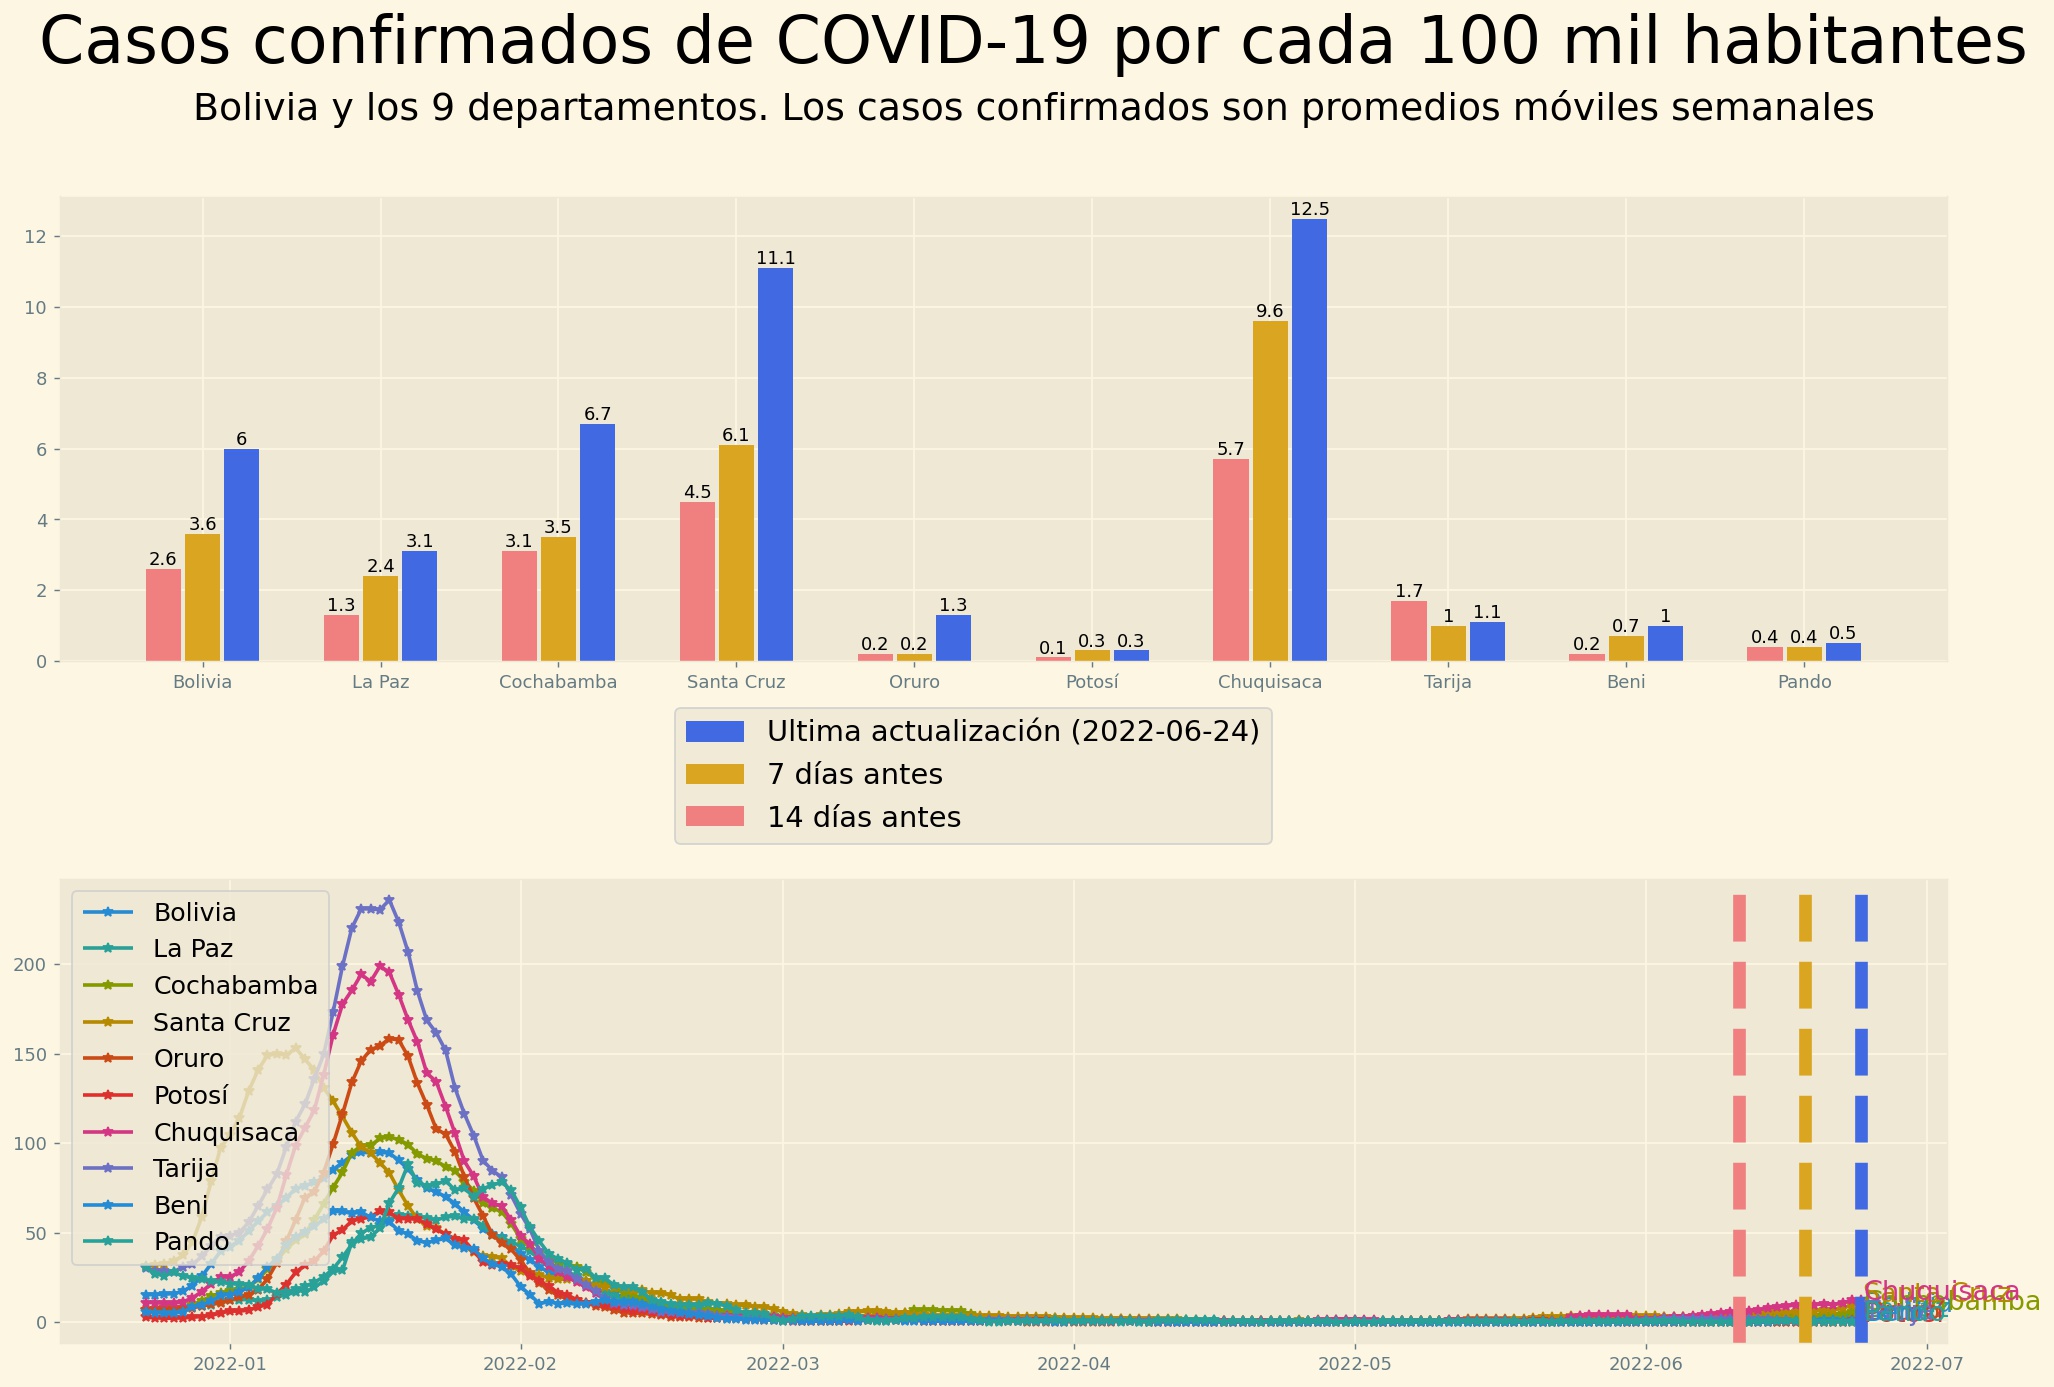 Casos confirmados de COVID-19 por cada 100 mil habitantes
Bolivia y los 9 departamentos. Los casos confirmados son promedios móviles semanales
12
10
8
6
4
2
0
2.6 3.6 6
1.3 2.4 3.1
3.1 3.5 6.7
4.5 6.1 11.1
0.2 0.2 1.3
0.1 0.3 0.3
5.7 9.6 12.5
1.7 1 1.1
0.2 0.7 1
0.4 0.4 0.5
Bolivia La Paz Cochabamba Santa Cruz Oruro Potosí Chuquisaca Tarija Beni Pando
Ultima actualización (2022-06-24)
7 días antes
14 días antes
200
150
100
50
0
Bolivia
La Paz
Cochabamba
Santa Cruz
Oruro
Potosí
Chuquisaca
Tarija
Beni
Pando
Chuquisaca
2022-01 2022-02 2022-03 2022-04 2022-05 2022-06 2022-07